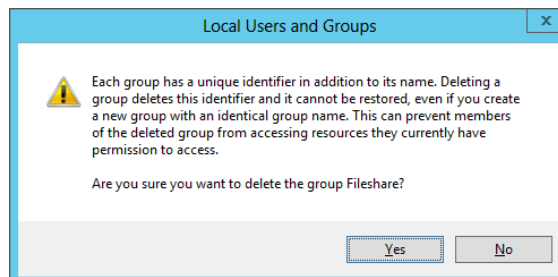 Local Users and Groups
x
Each group has a unique identifier in addition to its name. Deleting a
group deletes this identifier and it cannot be restored, even if you create
a new group with an identical group name. This can prevent members
of the deleted group from accessing resources they currently have
permission to access.
Are you sure you want to delete the group Fileshare?
Yes
No